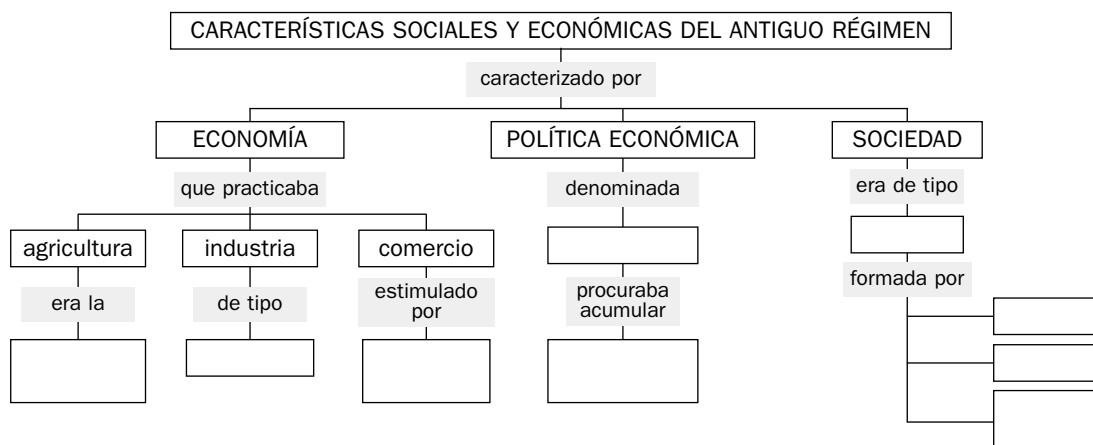 CARACTERÍSTICAS SOCIALES Y ECONÓMICAS DEL ANTIGUO RÉGIMEN
caracterizado por
ECONOMÍA
POLÍTICA ECONÓMICA
SOCIEDAD
que practicaba
denominada
era de tipo
agricultura
industria
comercio
era la
de tipo
estimulado
por
procuraba
acumular
formada por